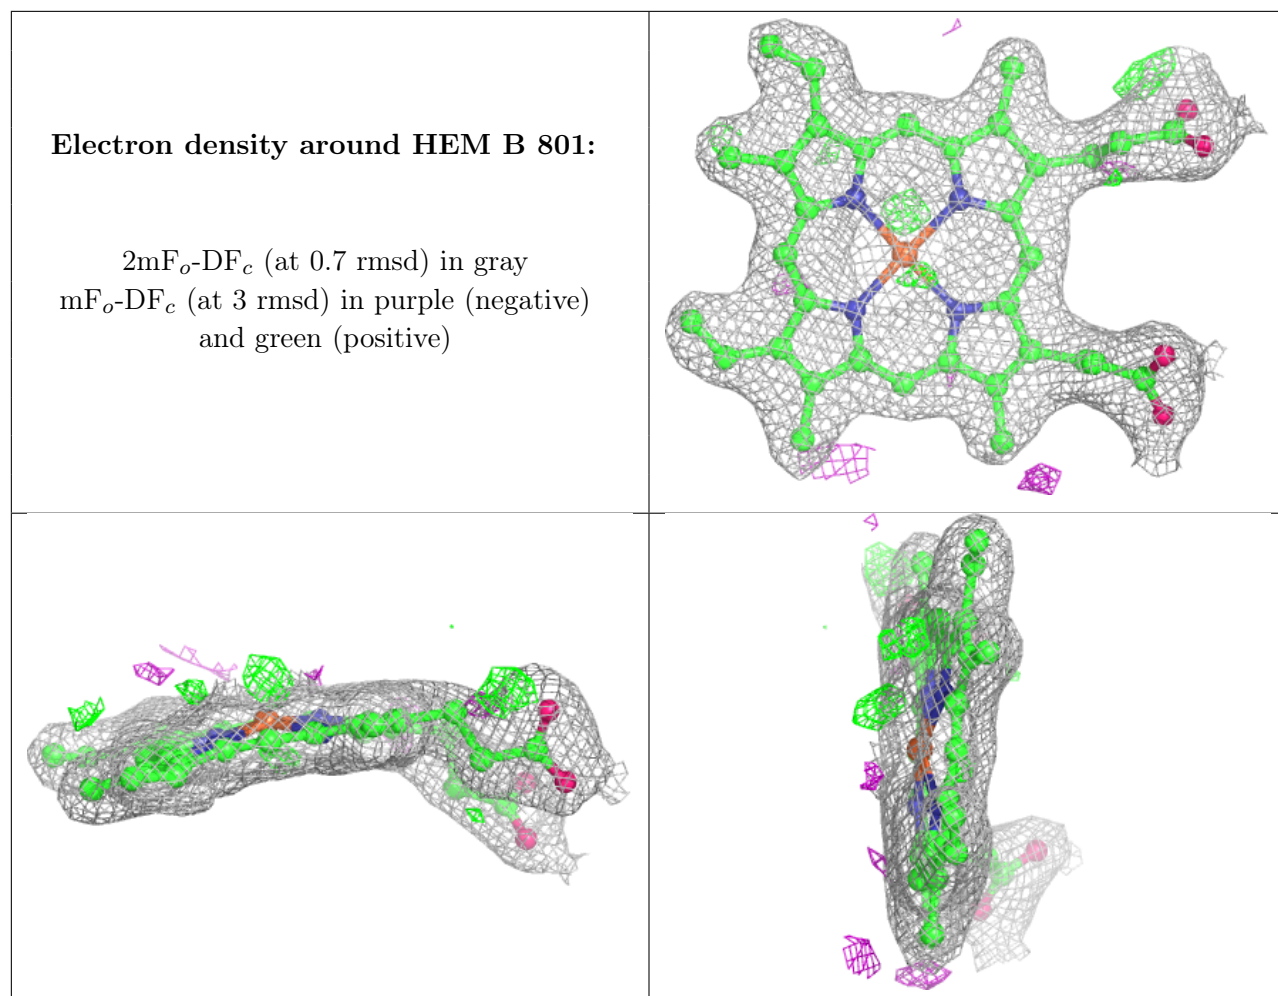 Electron density around HEM B 801:
2mFₒ-DF𝒸 (at 0.7 rmsd) in gray
mFₒ-DF𝒸 (at 3 rmsd) in purple (negative)
and green (positive)